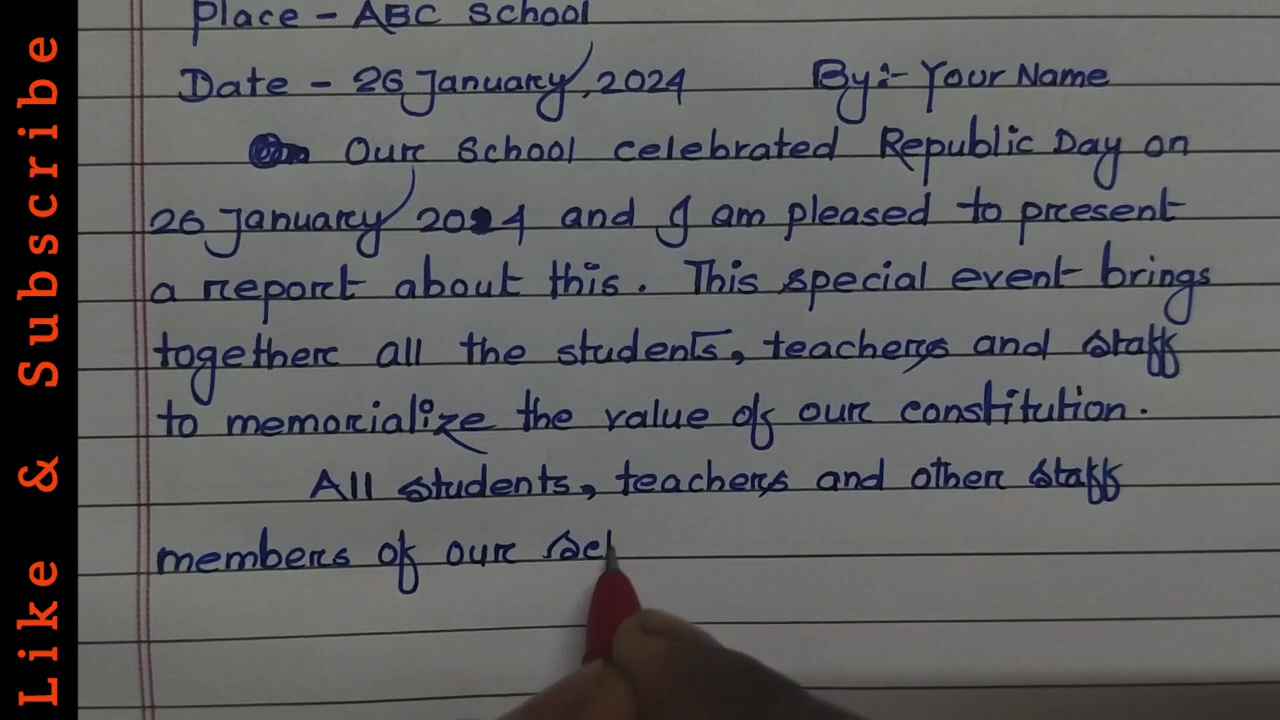 Like & Subscribe
Place - ABC School
Date - 26 January, 2024 By:- Your Name
Our School celebrated Republic Day on
26 January 2024 and I am pleased to present
a report about this. This special event brings
together all the students, teachers and staff
to memorialize the value of our constitution.
All students, teachers and other staff
members of our sch